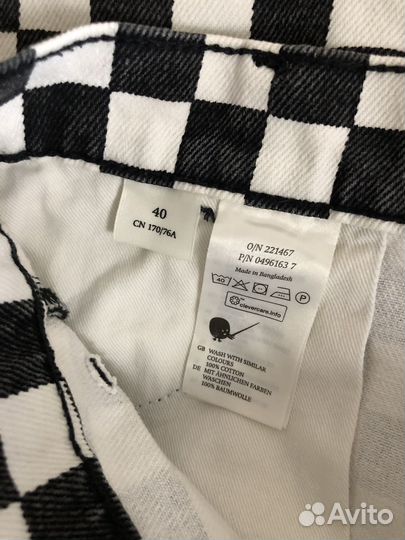 40
CN 170/76A
O/N 221467
P/N 0496163 7
Made in Bangladesh
40
P
clevercare.info
GB WASH WITH SIMILAR
COLOURS
100% COTTON
DE MIT ÄHNLICHEN FARBEN
WASCHEN
100% BAUMWOLLE
Avito